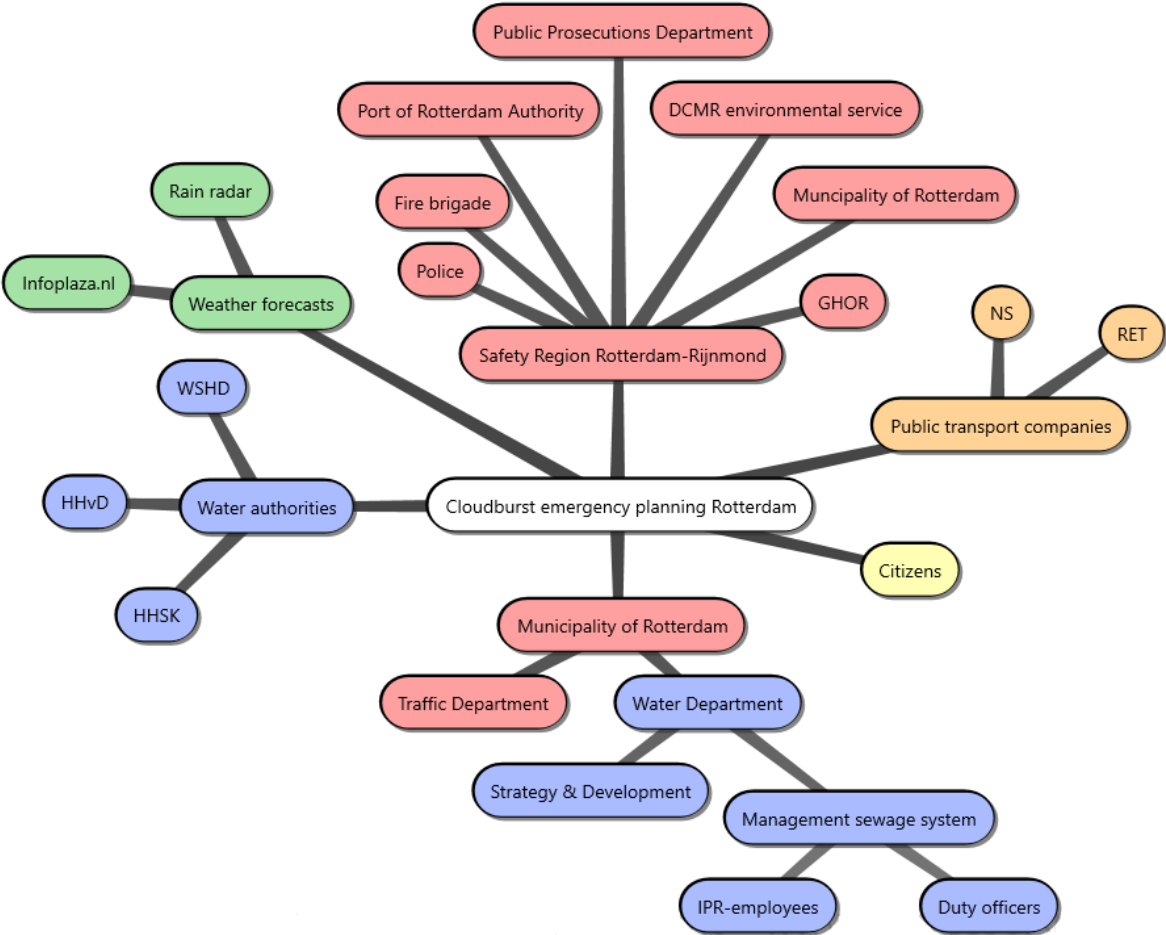 Public Prosecutions Department
Port of Rotterdam Authority
DCMR environmental service
Rain radar
Fire brigade
Muncipality of Rotterdam
Police
Infoplaza.nl
Weather forecasts
GHOR
NS
RET
Safety Region Rotterdam-Rijnmond
WSHD
Public transport companies
HHvD
Water authorities
Cloudburst emergency planning Rotterdam
Citizens
HHSK
Municipality of Rotterdam
Traffic Department
Water Department
Strategy & Development
Management sewage system
IPR-employees
Duty officers